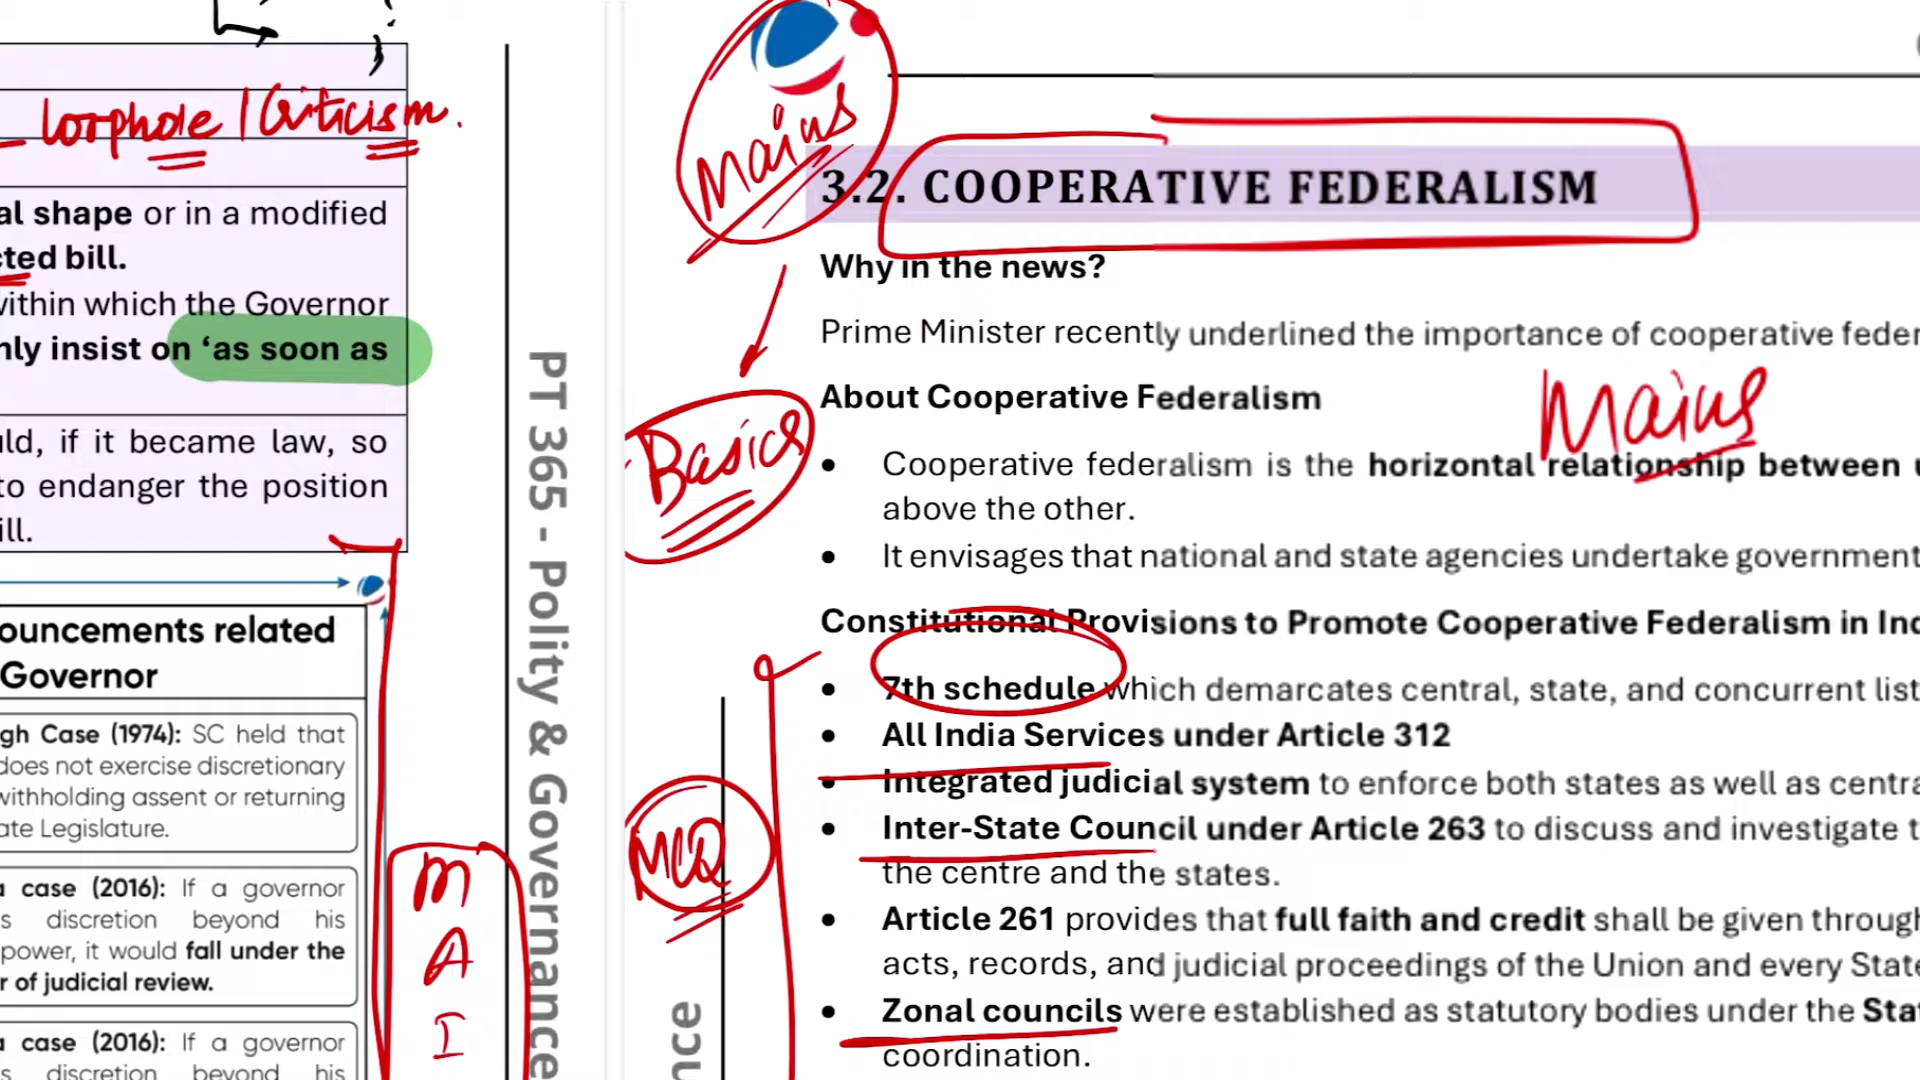 loophole | Criticism.
al shape or in a modified
cted bill.
within which the Governor
nly insist on ‘as soon as
uld, if it became law, so
to endanger the position
ill.
ouncements related
Governor
gh Case (1974): SC held that
does not exercise discretionary
withholding assent or returning
ate Legislature.
a case (2016): If a governor
s discretion beyond his
power, it would fall under the
r of judicial review.
a case (2016): If a governor
s discretion beyond his
M
A
I
PT 365 - Polity & Governance
nce
Mains
3.2. COOPERATIVE FEDERALISM
Why in the news?
Prime Minister recently underlined the importance of cooperative feder
About Cooperative Federalism
Mains
Basics
• Cooperative federalism is the horizontal relationship between u
above the other.
• It envisages that national and state agencies undertake government
Constitutional Provisions to Promote Cooperative Federalism in Ind
• 7th schedule which demarcates central, state, and concurrent list
• All India Services under Article 312
• Integrated judicial system to enforce both states as well as centra
MCQ
• Inter-State Council under Article 263 to discuss and investigate t
the centre and the states.
• Article 261 provides that full faith and credit shall be given through
acts, records, and judicial proceedings of the Union and every State
• Zonal councils were established as statutory bodies under the Sta
coordination.